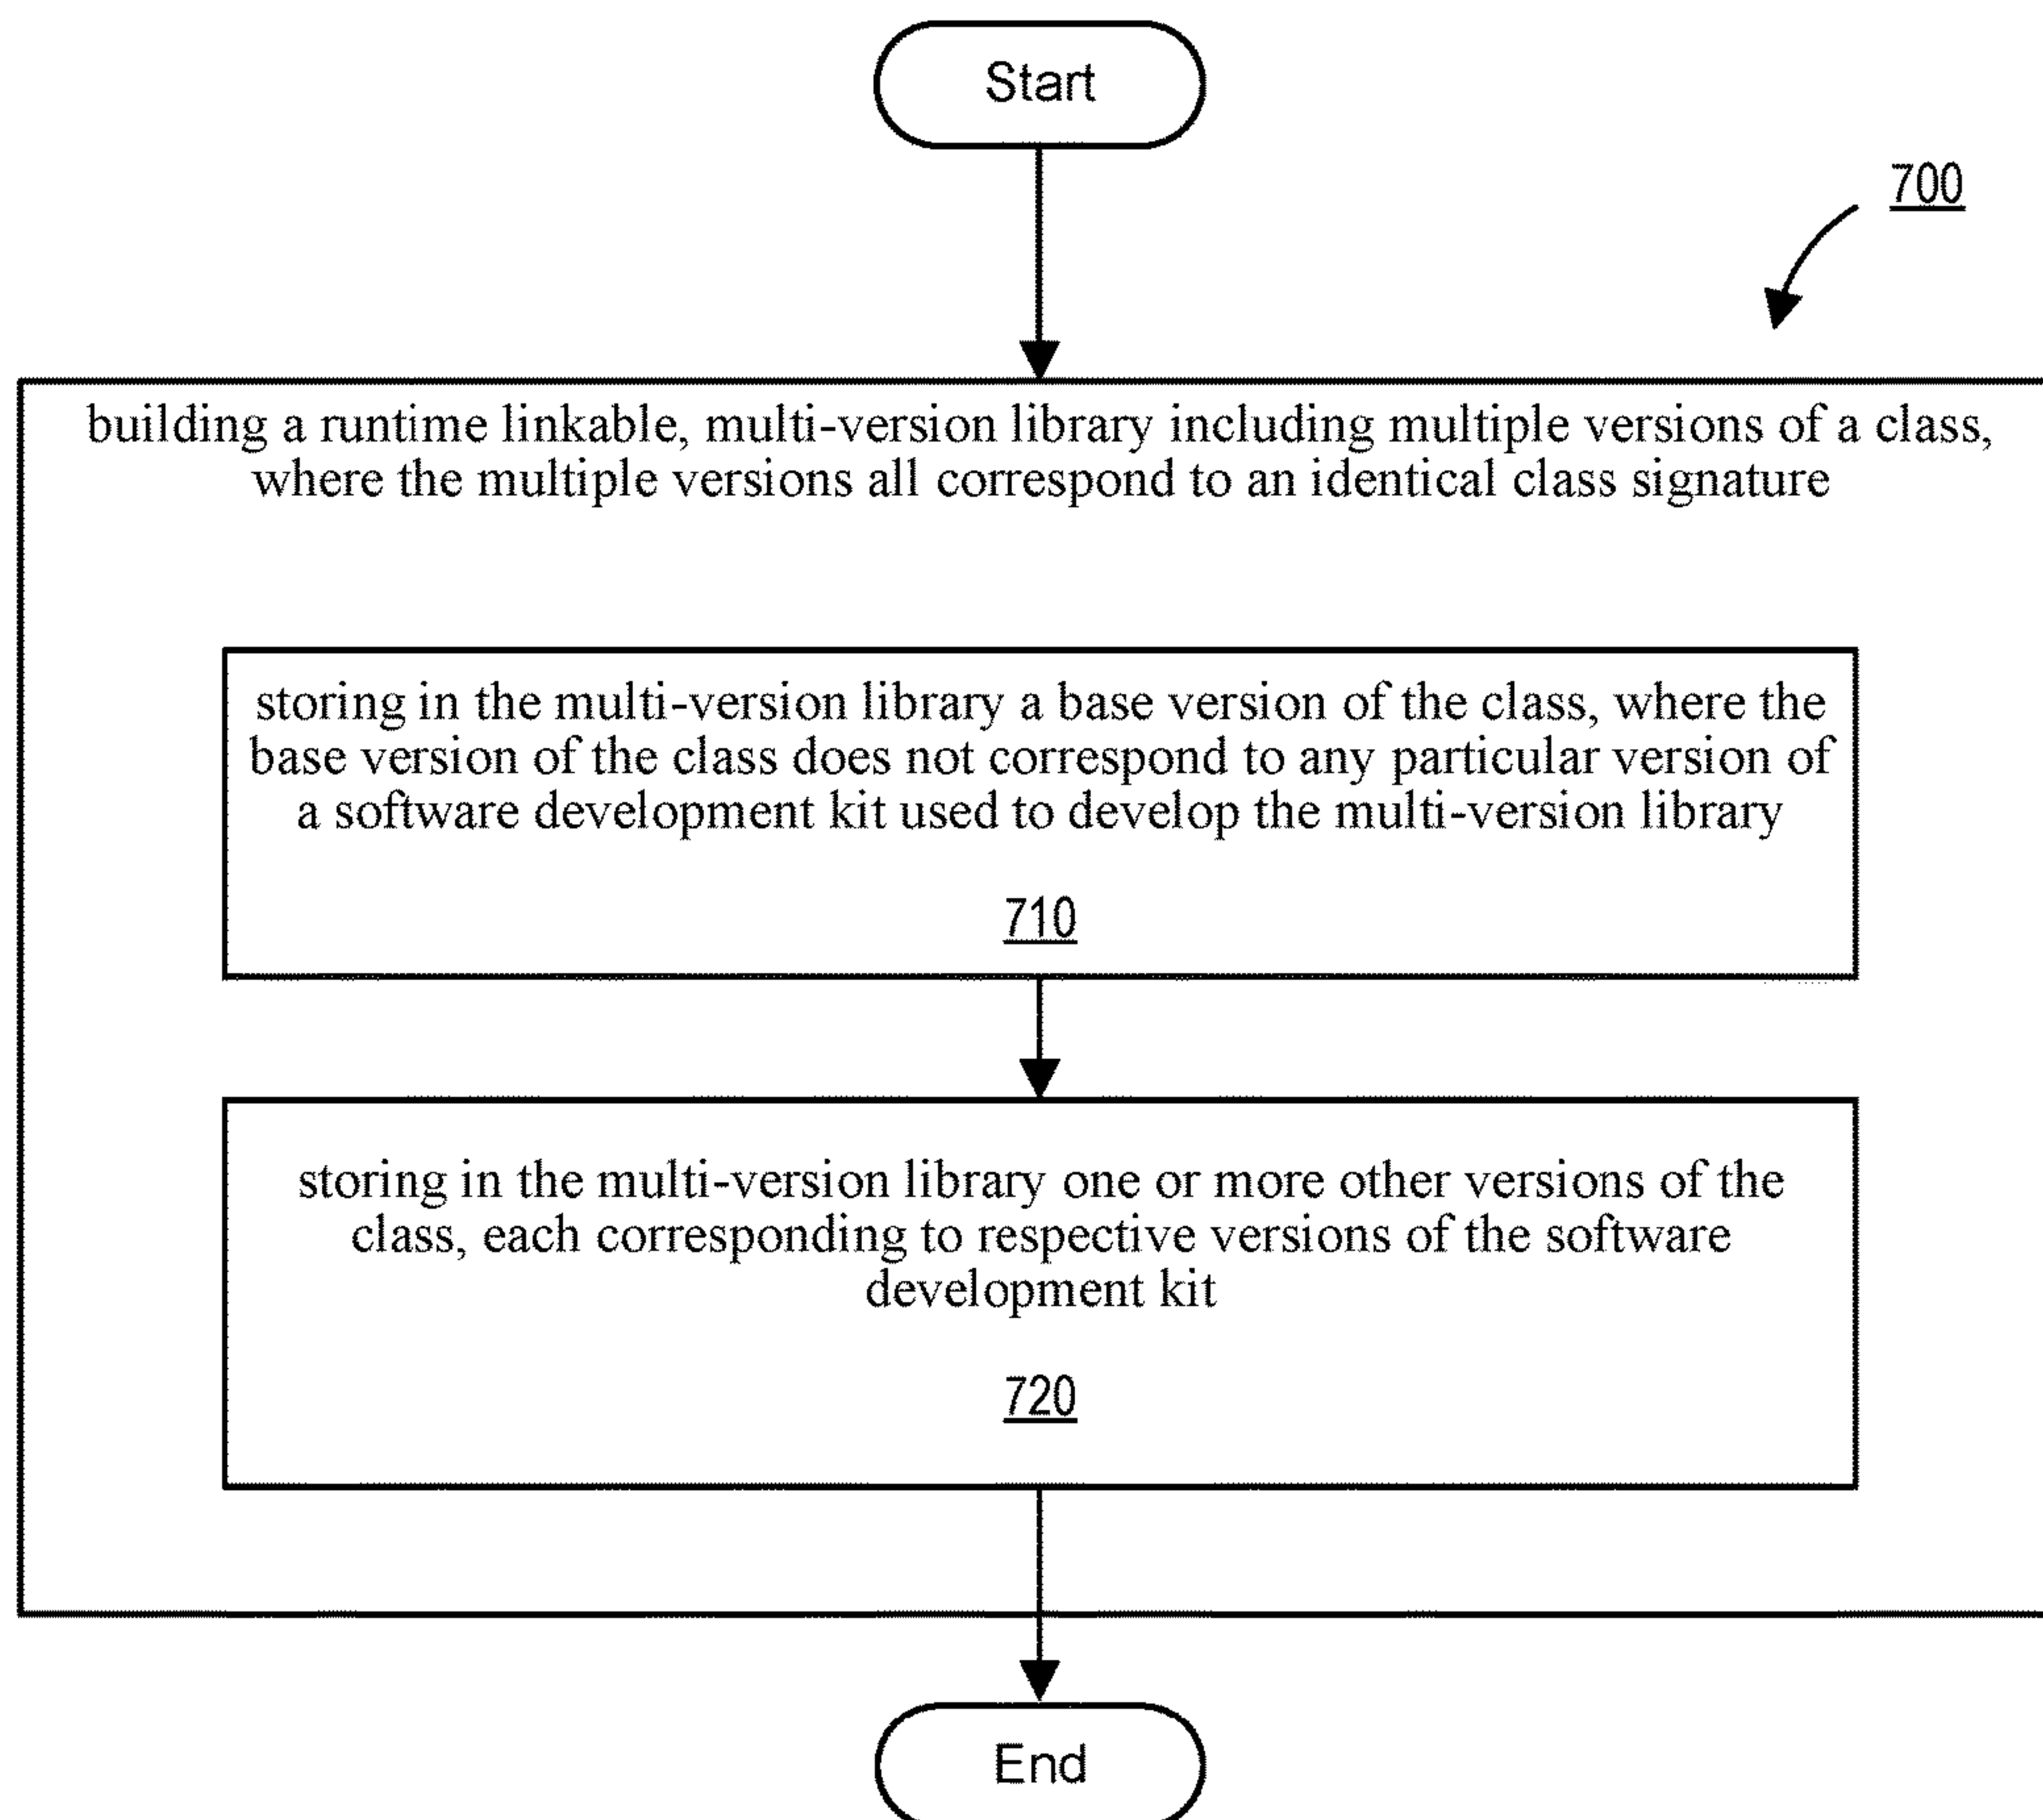 Start
700
building a runtime linkable, multi-version library including multiple versions of a class,
where the multiple versions all correspond to an identical class signature
storing in the multi-version library a base version of the class, where the
base version of the class does not correspond to any particular version of
a software development kit used to develop the multi-version library
710
storing in the multi-version library one or more other versions of the
class, each corresponding to respective versions of the software
development kit
720
End